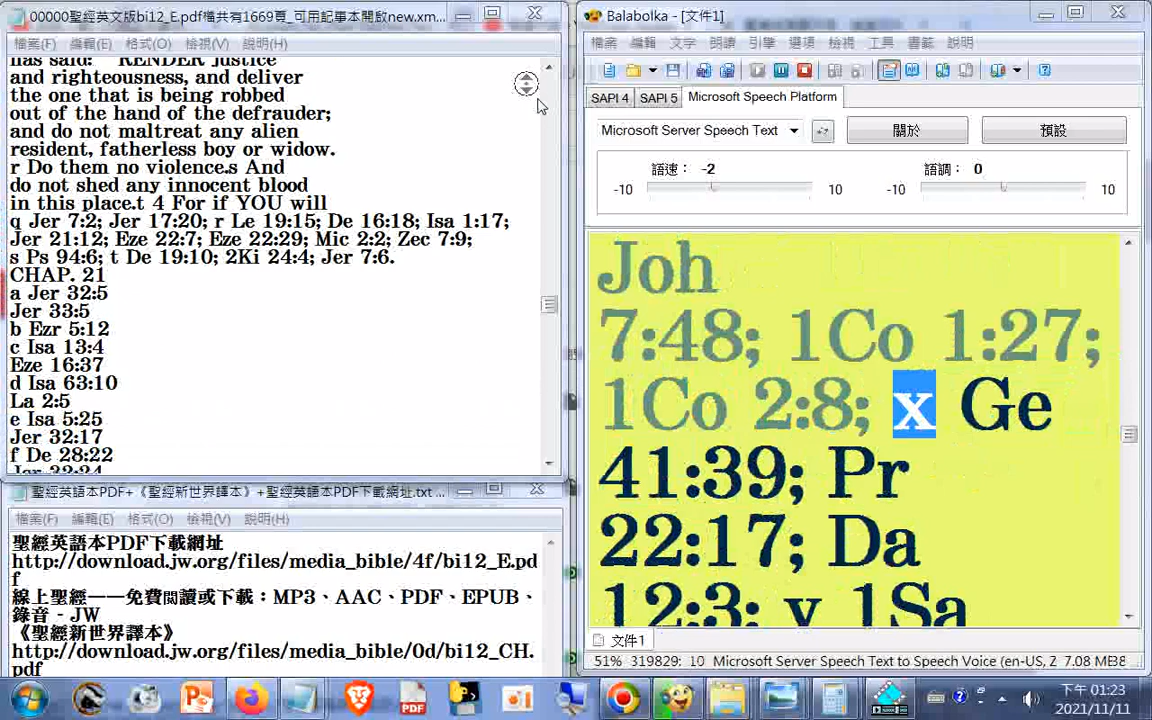 00000聖經英文版bi12_E.pdf檔共有1669頁_可用記事本開啟new.xm...
檔案(F) 編輯(E) 格式(O) 檢視(V) 說明(H)
has said: "RENDER justice
and righteousness, and deliver
the one that is being robbed
out of the hand of the defrauder;
and do not maltreat any alien
resident, fatherless boy or widow.
r Do them no violence.s And
do not shed any innocent blood
in this place.t 4 For if YOU will
q Jer 7:2; Jer 17:20; r Le 19:15; De 16:18; Isa 1:17;
Jer 21:12; Eze 22:7; Eze 22:29; Mic 2:2; Zec 7:9;
s Ps 94:6; t De 19:10; 2Ki 24:4; Jer 7:6.
CHAP. 21
a Jer 32:5
Jer 33:5
b Ezr 5:12
c Isa 13:4
Eze 16:37
d Isa 63:10
La 2:5
e Isa 5:25
Jer 32:17
f De 28:22
Jer 32:24
聖經英語本PDF+《聖經新世界譯本》+聖經英語本PDF下載網址.txt ...
檔案(F) 編輯(E) 格式(O) 檢視(V) 說明(H)
聖經英語本PDF下載網址
http://download.jw.org/files/media_bible/4f/bi12_E.pd
f
線上聖經——免費閱讀或下載：MP3、AAC、PDF、EPUB、
錄音 - JW
《聖經新世界譯本》
http://download.jw.org/files/media_bible/0d/bi12_CH.
pdf
Balabolka - [文件1]
檔案 編輯 文字 朗讀 引擎 選項 檢視 工具 書籤 說明
SAPI 4 SAPI 5 Microsoft Speech Platform
Microsoft Server Speech Text 關於 預設
語速： -2 語調： 0
-10 10 -10 10
Joh
7:48; 1Co 1:27;
1Co 2:8; x Ge
41:39; Pr
22:17; Da
12:3; y 1Sa
文件1
51% 319829: 10 Microsoft Server Speech Text to Speech Voice (en-US, Z 7.08 MB
PDF
下午 01:23
2021/11/11